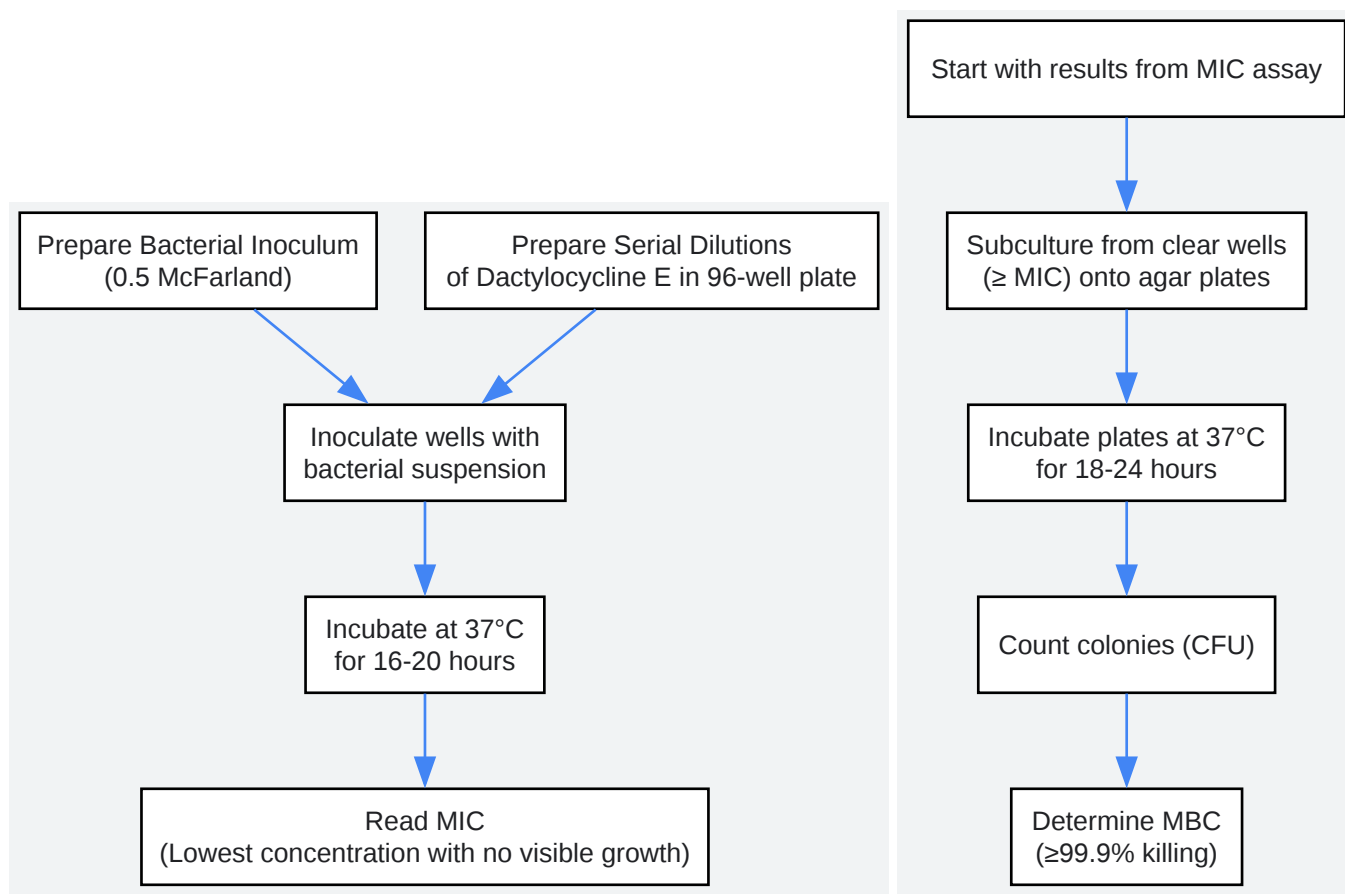 Prepare Bacterial Inoculum
(0.5 McFarland)
Prepare Serial Dilutions
of Dactylocycline E in 96-well plate
Inoculate wells with
bacterial suspension
Incubate at 37°C
for 16-20 hours
Read MIC
(Lowest concentration with no visible growth)
Start with results from MIC assay
Subculture from clear wells
(≥ MIC) onto agar plates
Incubate plates at 37°C
for 18-24 hours
Count colonies (CFU)
Determine MBC
(≥99.9% killing)